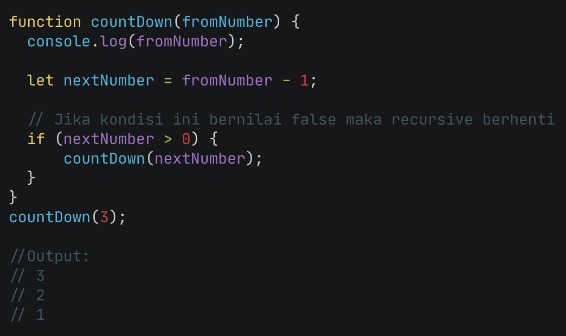 function countDown(fromNumber) {
console.log(fromNumber);
let nextNumber = fromNumber - 1;
// Jika kondisi ini bernilai false maka recursive berhenti
if (nextNumber > 0) {
countDown(nextNumber);
}
}
countDown(3);
//Output:
// 3
// 2
// 1